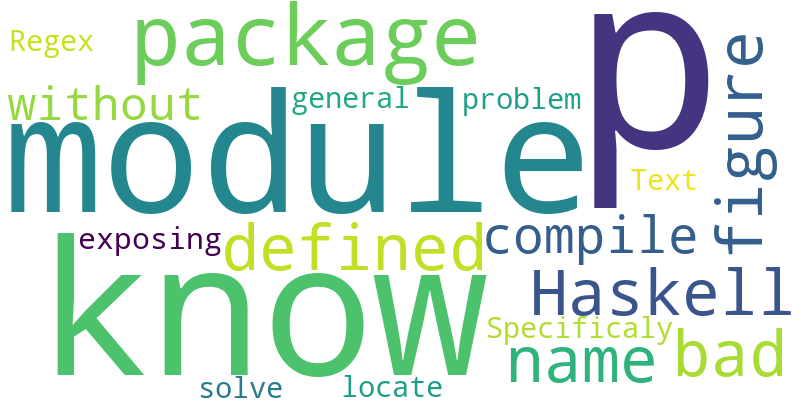 Regex
package
p
without
general
problem
figure
module
Text
exposing
defined
compile
know
Haskell
Specificaly
name
bad
solve
locate